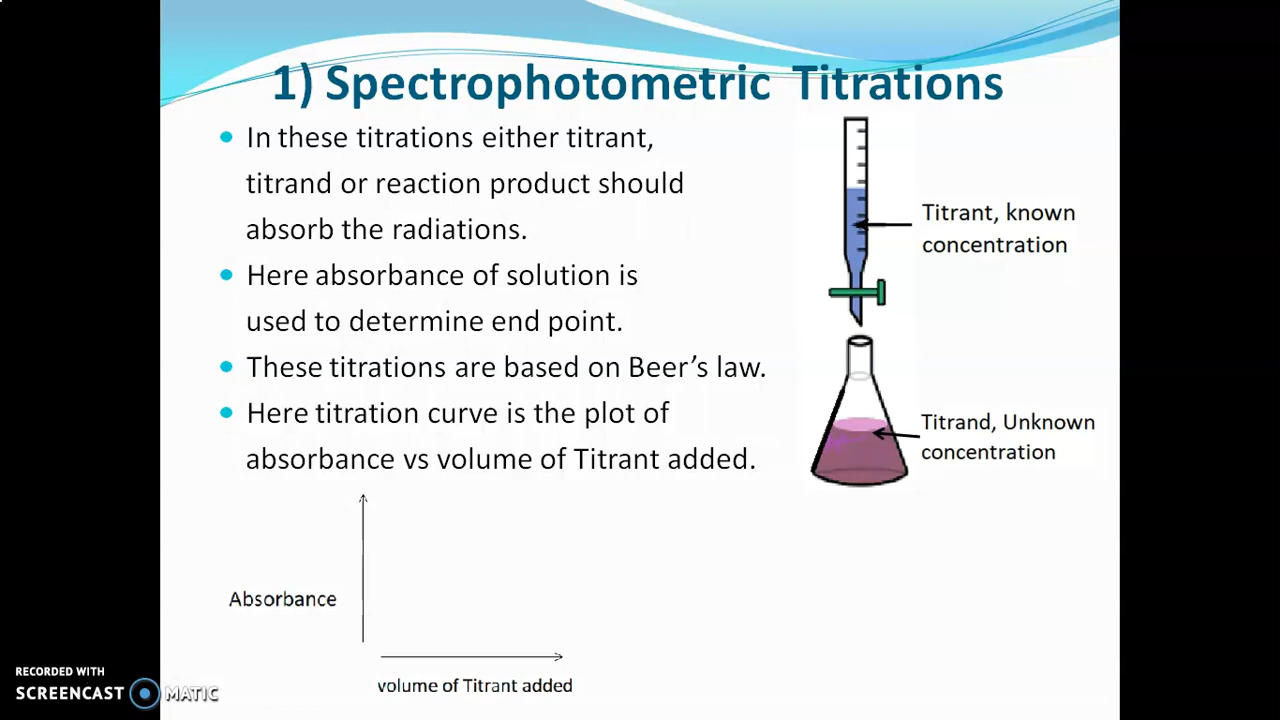 1) Spectrophotometric Titrations
In these titrations either titrant,
titrand or reaction product should
absorb the radiations.
Here absorbance of solution is
used to determine end point.
These titrations are based on Beer’s law.
Here titration curve is the plot of
absorbance vs volume of Titrant added.
Titrant, known
concentration
Titrand, Unknown
concentration
Absorbance
volume of Titrant added
RECORDED WITH
SCREENCAST MATIC